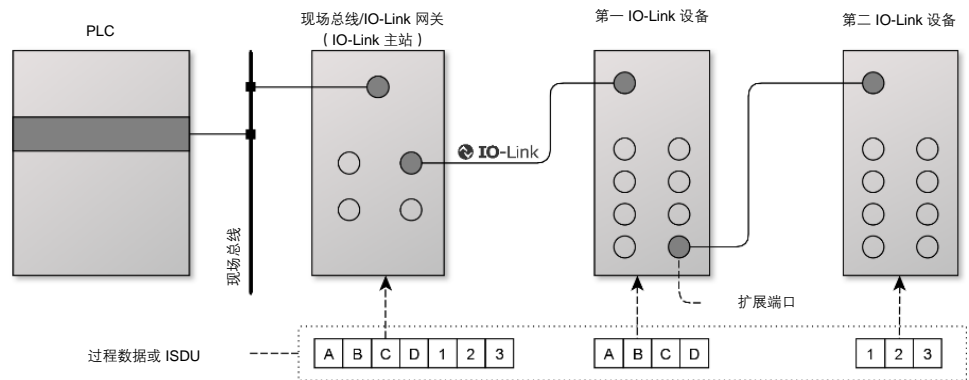 PLC
现场总线/IO-Link 网关
( IO-Link 主站 )
第一 IO-Link 设备
第二 IO-Link 设备
IO-Link
现场总线
扩展端口
过程数据或 ISDU
A B C D 1 2 3
A B C D
1 2 3